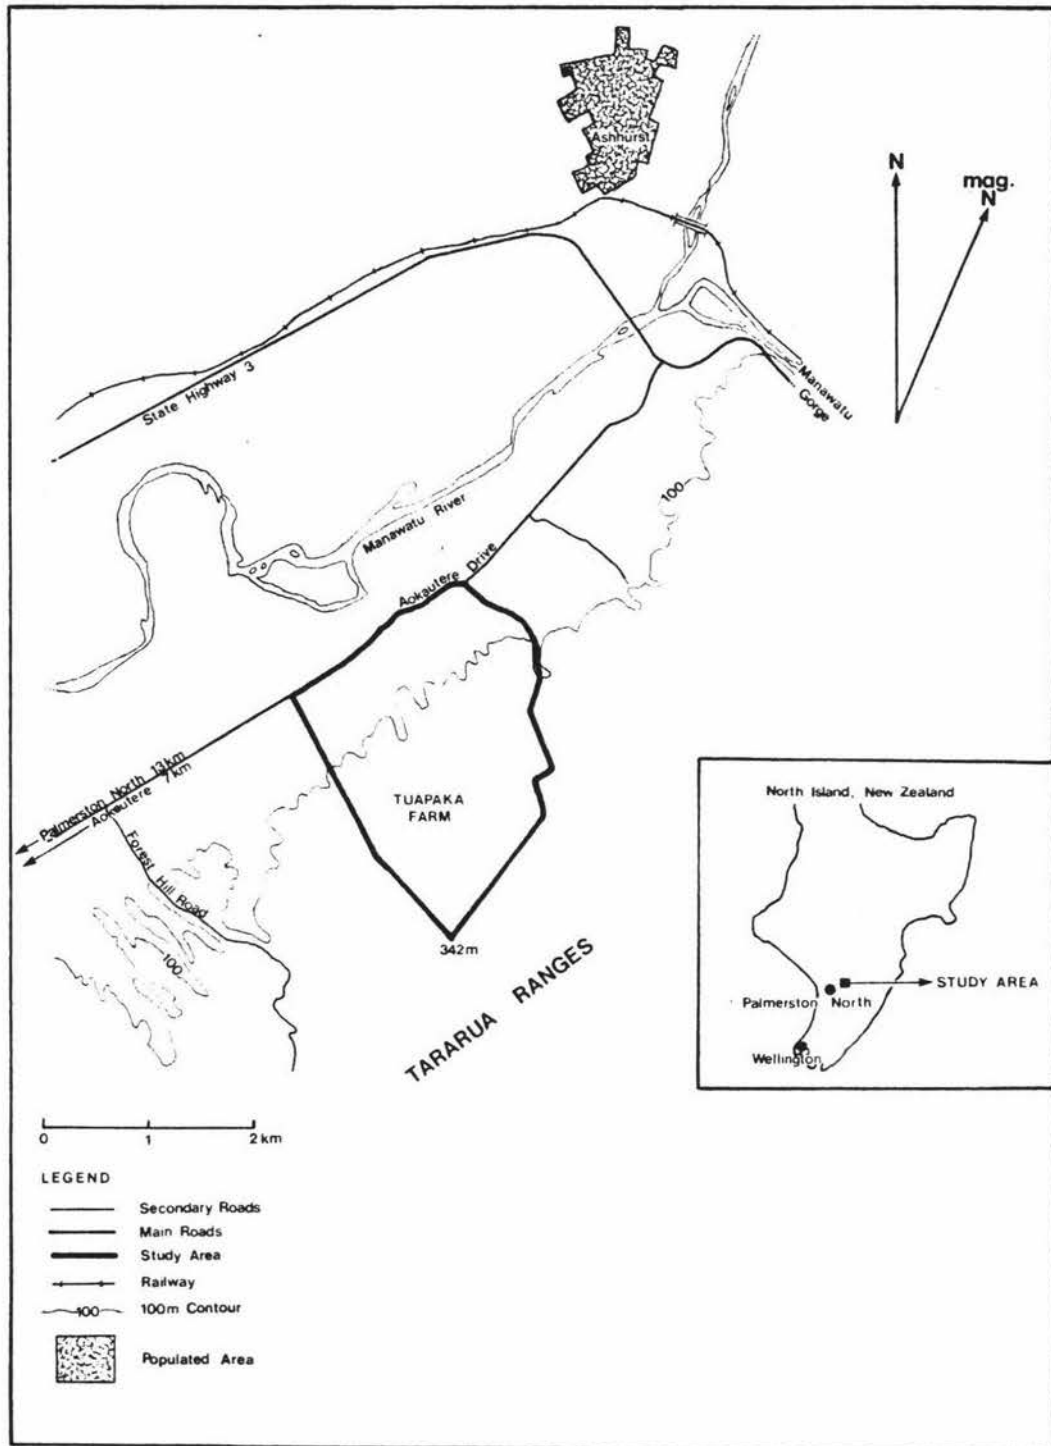 Ashhurst
N
mag.
N
State Highway 3
Manawatu
Gorge
100
Manawatu River
Aokautere Drive
Palmerston North 13km
Aokautere 7km
TUAPAKA
FARM
Forest Hill Road
100
342m
TARARUA RANGES
North Island, New Zealand
STUDY AREA
Palmerston North
Wellington
0 1 2 km
LEGEND
Secondary Roads
Main Roads
Study Area
Railway
100 100m Contour
Populated Area